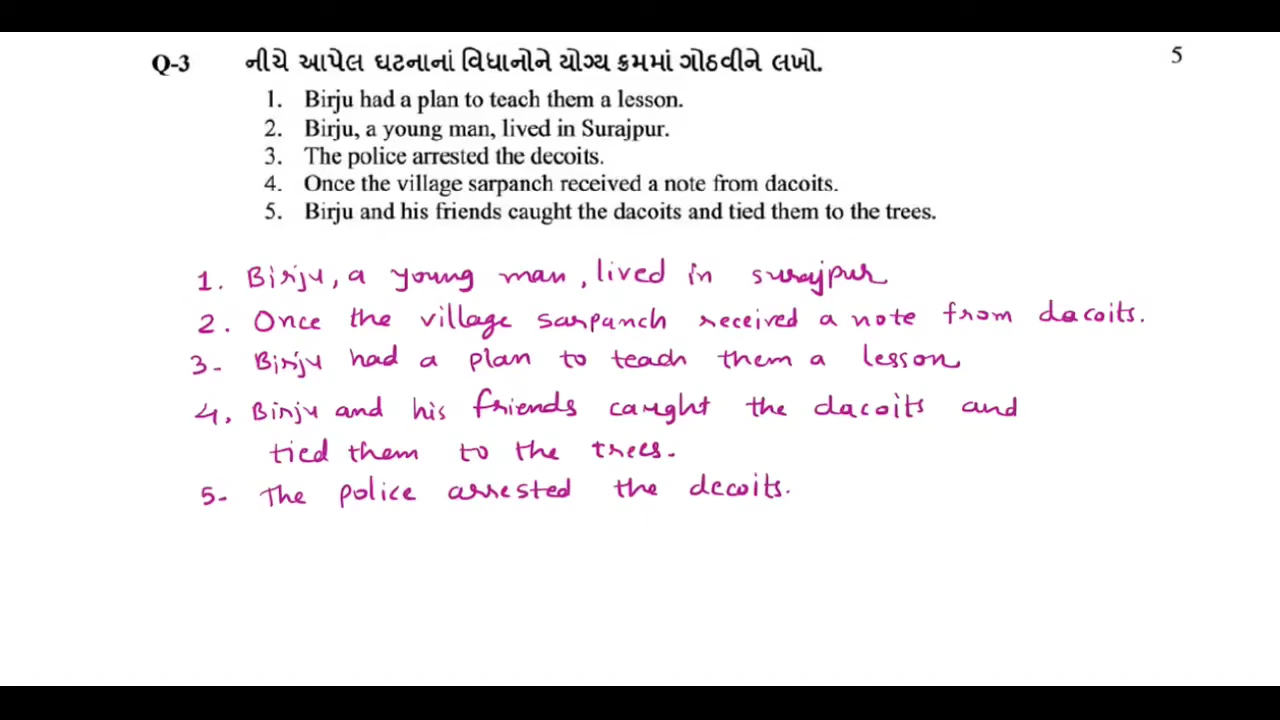 Q-3 નીચે આપેલ ઘટનાનાં વિધાનોને યોગ્ય ક્રમમાં ગોઠવીને લખો. 5
1. Birju had a plan to teach them a lesson.
2. Birju, a young man, lived in Surajpur.
3. The police arrested the decoits.
4. Once the village sarpanch received a note from dacoits.
5. Birju and his friends caught the dacoits and tied them to the trees.
1. Birju, a young man, lived in surajpur
2. Once the village sarpanch received a note from dacoits.
3- Birju had a plan to teach them a lesson
4. Birju and his friends caught the dacoits and
tied them to the trees.
5- The police arrested the decoits.